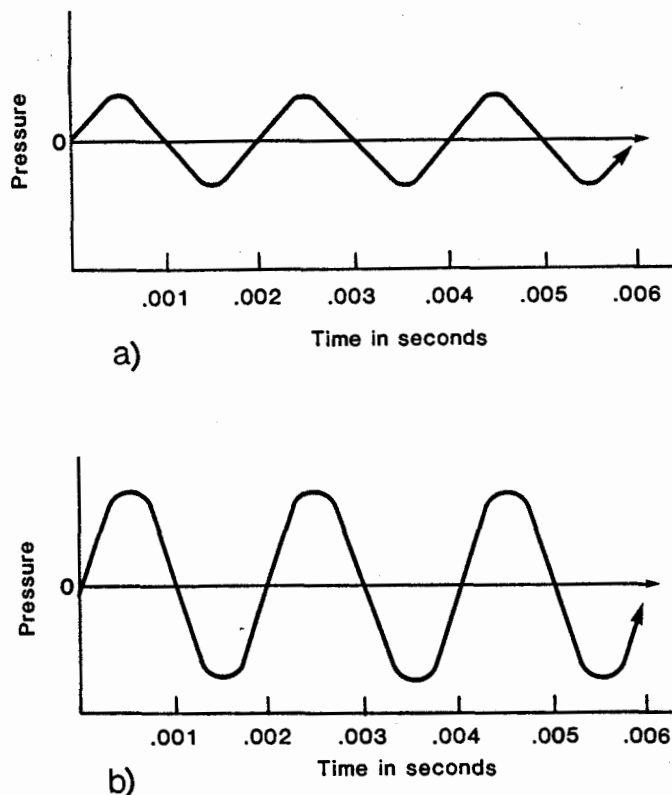 Pressure
0
.001 .002 .003 .004 .005 .006
Time in seconds
a)
Pressure
0
.001 .002 .003 .004 .005 .006
Time in seconds
b)